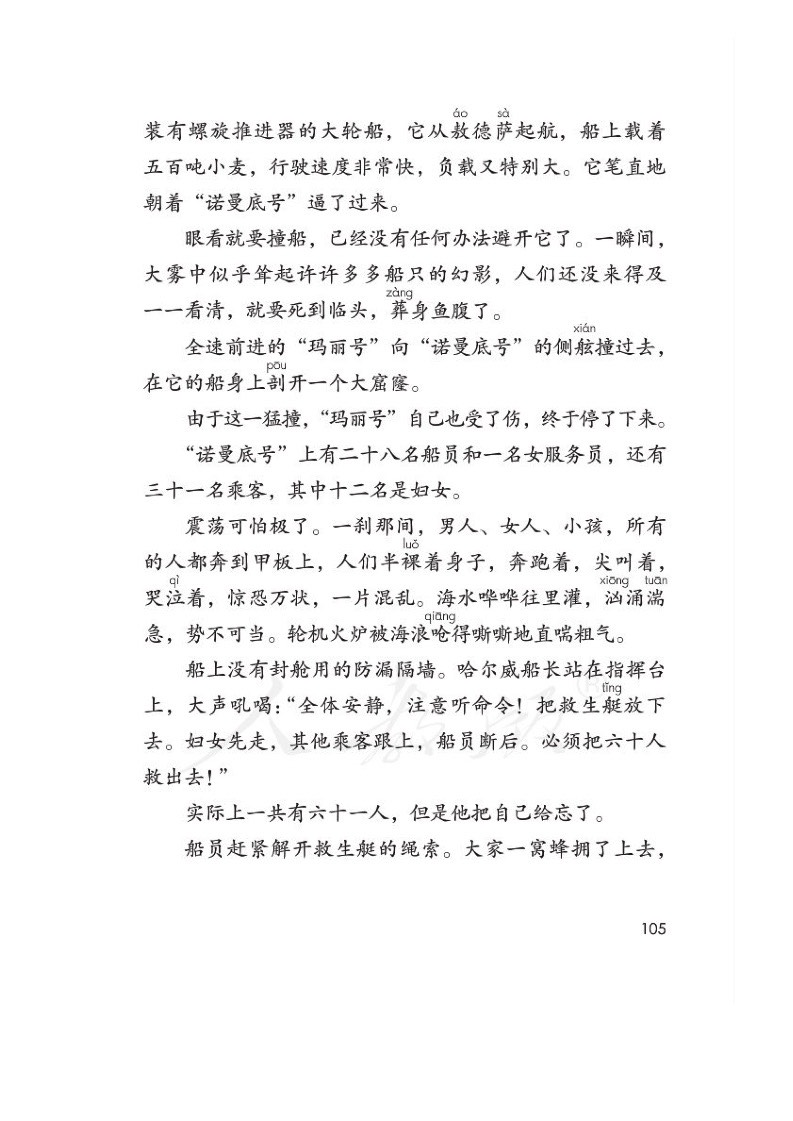 áo sà
装有螺旋推进器的大轮船，它从敖德萨起航，船上载着
五百吨小麦，行驶速度非常快，负载又特别大。它笔直地
朝着“诺曼底号”逼了过来。
眼看就要撞船，已经没有任何办法避开它了。一瞬间，
大雾中似乎耸起许许多多船只的幻影，人们还没来得及
zàng
一一看清，就要死到临头，葬身鱼腹了。
xián
全速前进的“玛丽号”向“诺曼底号”的侧舷撞过去，
pōu
在它的船身上剖开一个大窟窿。
由于这一猛撞，“玛丽号”自己也受了伤，终于停了下来。
“诺曼底号”上有二十八名船员和一名女服务员，还有
三十一名乘客，其中十二名是妇女。
震荡可怕极了。一刹那间，男人、女人、小孩，所有
luǒ
的人都奔到甲板上，人们半裸着身子，奔跑着，尖叫着，
qì xiōng tuān
哭泣着，惊恐万状，一片混乱。海水哗哗往里灌，汹涌湍
qiāng
急，势不可当。轮机火炉被海浪呛得嘶嘶地直喘粗气。
船上没有封舱用的防漏隔墙。哈尔威船长站在指挥台
tǐng
上，大声吼喝：“全体安静，注意听命令！把救生艇放下
去。妇女先走，其他乘客跟上，船员断后。必须把六十人
救出去！”
实际上一共有六十一人，但是他把自己给忘了。
船员赶紧解开救生艇的绳索。大家一窝蜂拥了上去，
105